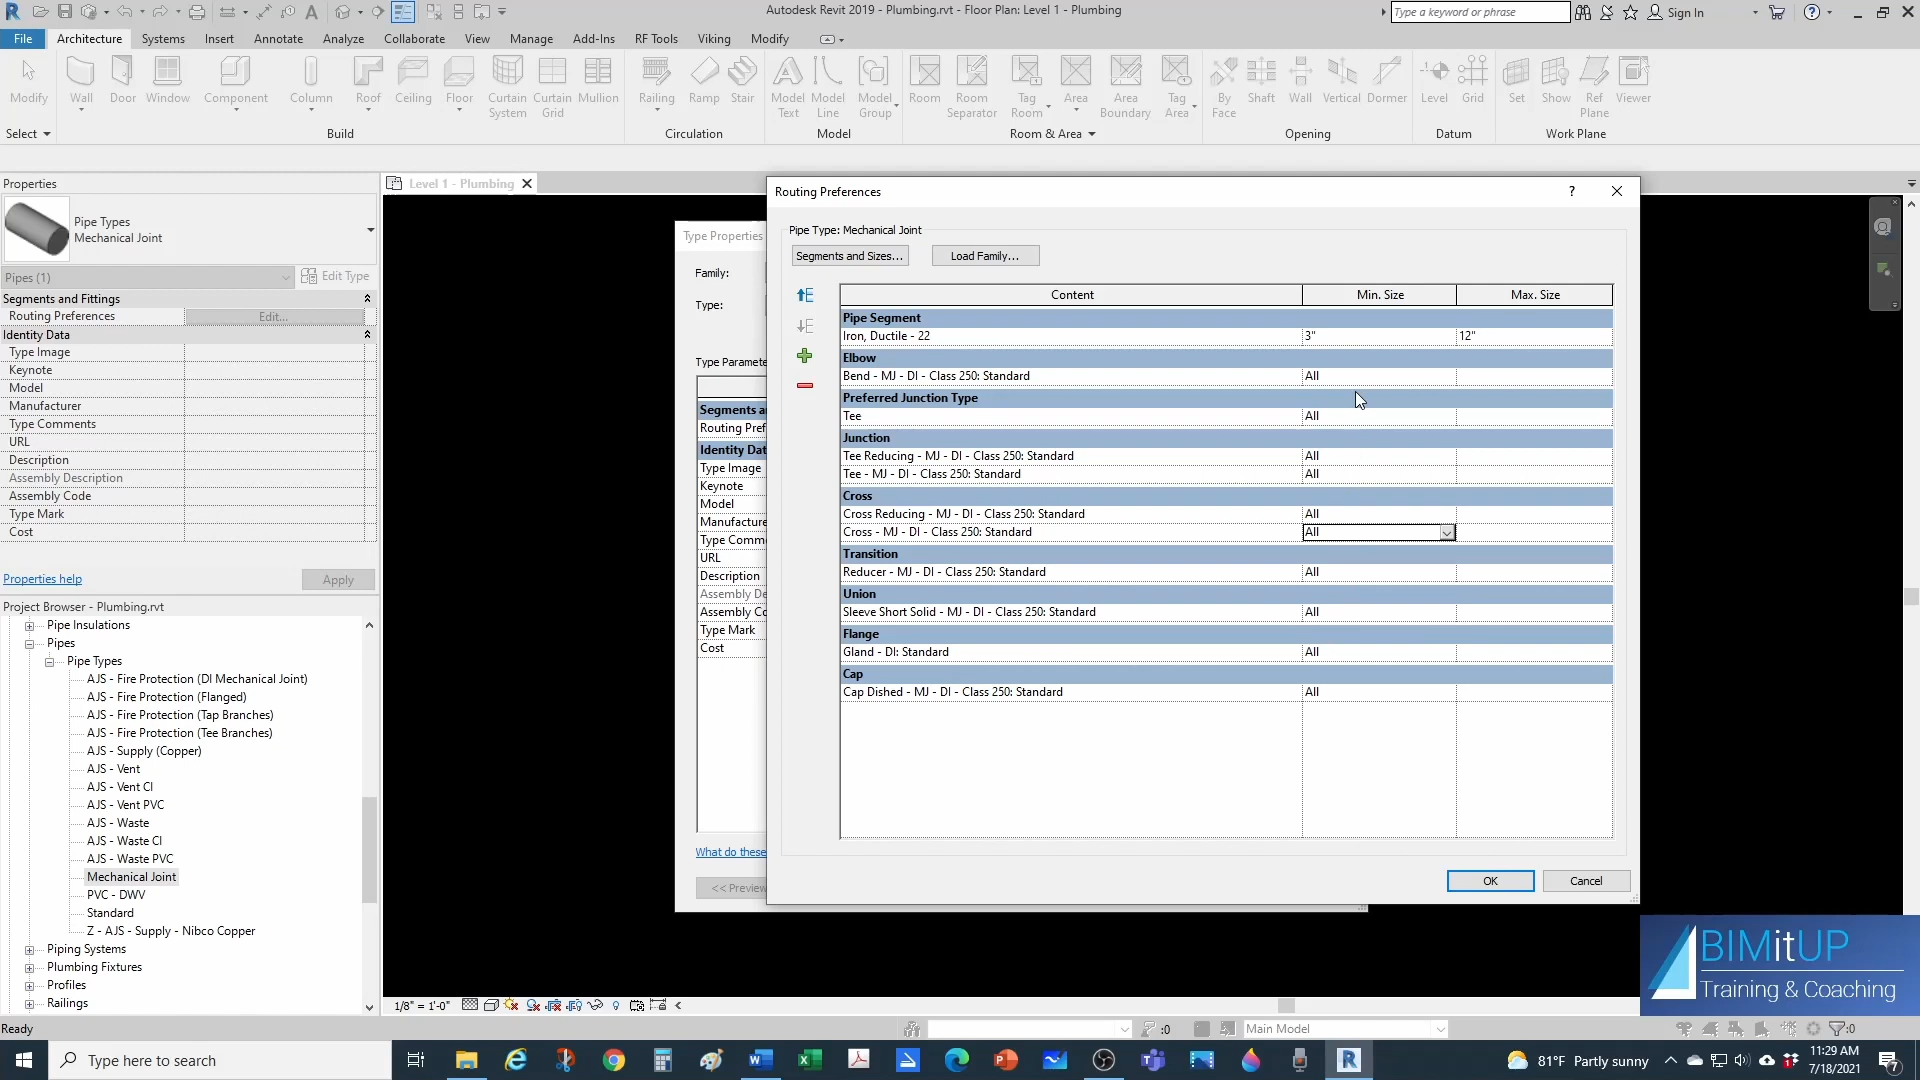 Autodesk Revit 2019 - Plumbing.rvt - Floor Plan: Level 1 - Plumbing
Type a keyword or phrase
Sign In
File Architecture Systems Insert Annotate Analyze Collaborate View Manage Add-Ins RF Tools Viking Modify
Modify Wall Door Window Component Column Roof Ceiling Floor Curtain System Curtain Grid Mullion Railing Ramp Stair Model Text Model Line Model Group Room Room Separator Tag Room Area Area Boundary Tag Area By Face Shaft Wall Vertical Dormer Level Grid Set Show Ref Plane Viewer
Select Build Circulation Model Room & Area Opening Datum Work Plane
Properties
Level 1 - Plumbing
Pipe Types
Mechanical Joint
Pipes (1)
Edit Type
Segments and Fittings
Routing Preferences
Edit...
Identity Data
Type Image
Keynote
Model
Manufacturer
Type Comments
URL
Description
Assembly Description
Assembly Code
Type Mark
Cost
Properties help
Apply
Project Browser - Plumbing.rvt
Pipe Insulations
Pipes
Pipe Types
AJS - Fire Protection (DI Mechanical Joint)
AJS - Fire Protection (Flanged)
AJS - Fire Protection (Tap Branches)
AJS - Fire Protection (Tee Branches)
AJS - Supply (Copper)
AJS - Vent
AJS - Vent CI
AJS - Vent PVC
AJS - Waste
AJS - Waste CI
AJS - Waste PVC
Mechanical Joint
PVC - DWV
Standard
Z - AJS - Supply - Nibco Copper
Piping Systems
Plumbing Fixtures
Profiles
Railings
Type Properties
Family:
Type:
Type Paramete
Segments a
Routing Pref
Identity Dat
Type Image
Keynote
Model
Manufacture
Type Comm
URL
Description
Assembly De
Assembly Co
Type Mark
Cost
What do these
<< Preview
Routing Preferences
?
Pipe Type: Mechanical Joint
Segments and Sizes...
Load Family...
Content Min. Size Max. Size
Pipe Segment
Iron, Ductile - 22 3" 12"
Elbow
Bend - MJ - DI - Class 250: Standard All
Preferred Junction Type
Tee All
Junction
Tee Reducing - MJ - DI - Class 250: Standard All
Tee - MJ - DI - Class 250: Standard All
Cross
Cross Reducing - MJ - DI - Class 250: Standard All
Cross - MJ - DI - Class 250: Standard All
Transition
Reducer - MJ - DI - Class 250: Standard All
Union
Sleeve Short Solid - MJ - DI - Class 250: Standard All
Flange
Gland - DI: Standard All
Cap
Cap Dished - MJ - DI - Class 250: Standard All
OK
Cancel
BIMitUP
Training & Coaching
1/8" = 1'-0"
Ready
:0
Main Model
:0
Type here to search
81°F Partly sunny
11:29 AM
7/18/2021
7